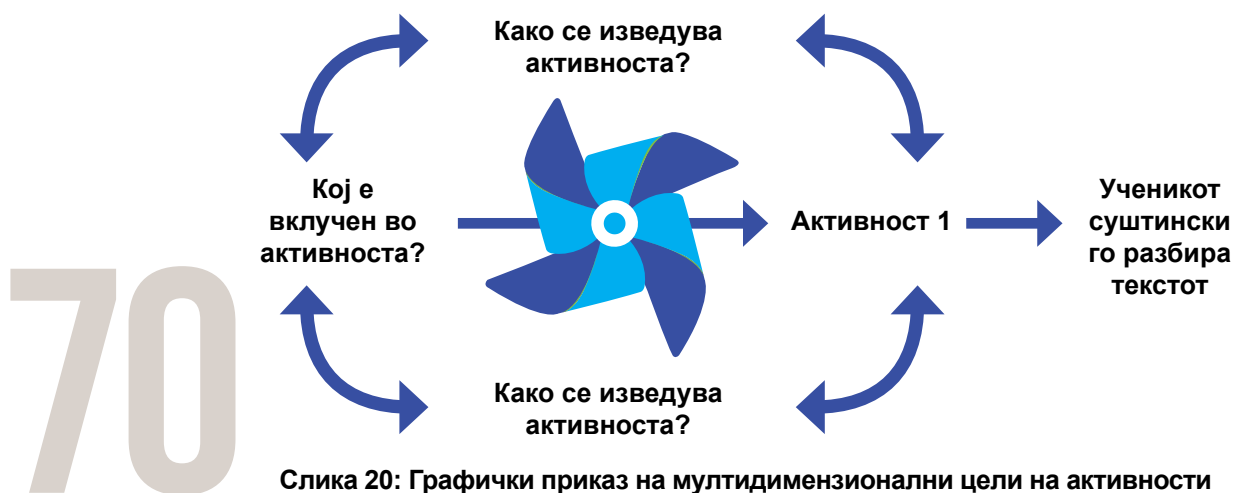 Како се изведува
активноста?
Кој е
вклучен во
активноста?
Активност 1
Ученикот
суштински
го разбира
текстот
70
Како се изведува
активноста?
Слика 20: Графички приказ на мултидимензионални цели на активности